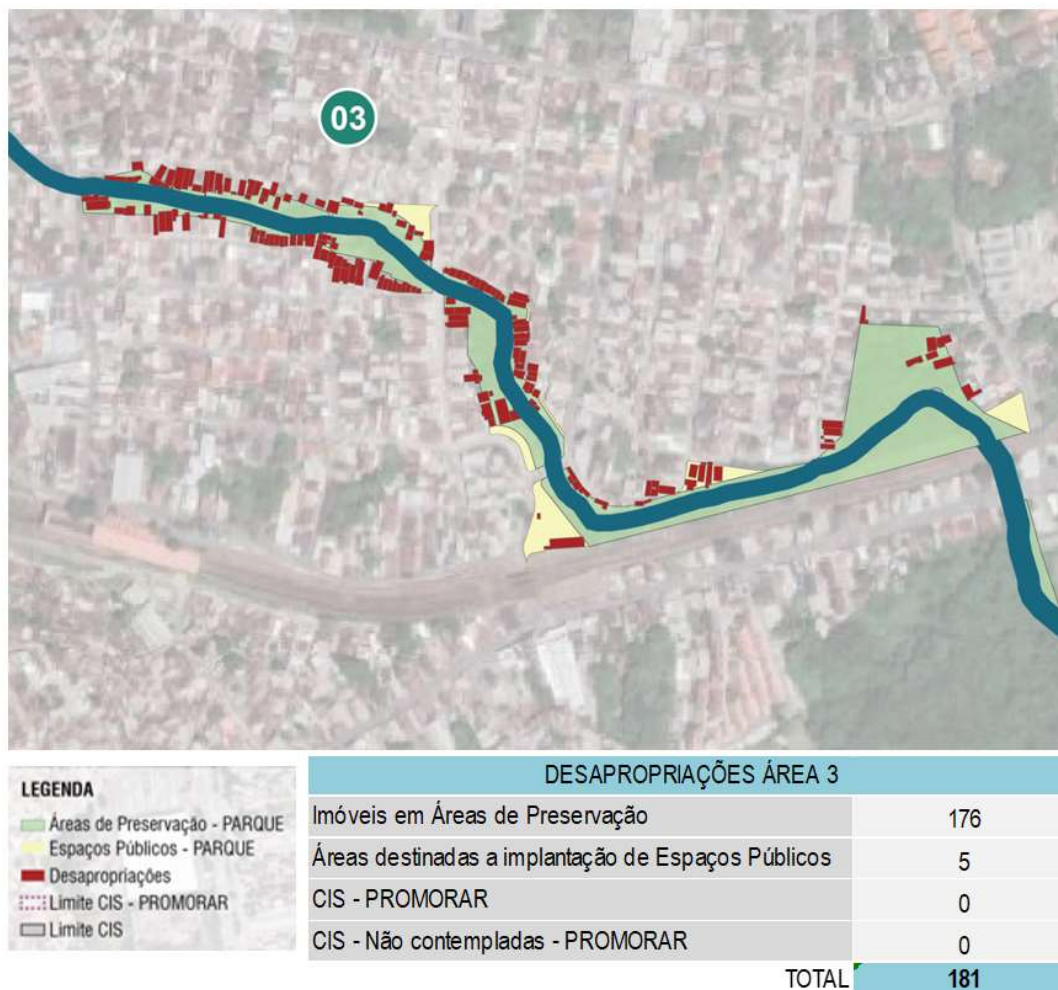 03
LEGENDA
Áreas de Preservação - PARQUE
Espaços Públicos - PARQUE
Desapropriações
Limite CIS - PROMORAR
Limite CIS
DESAPROPRIAÇÕES ÁREA 3
Imóveis em Áreas de Preservação 176
Áreas destinadas a implantação de Espaços Públicos 5
CIS - PROMORAR 0
CIS - Não contempladas - PROMORAR 0
TOTAL 181